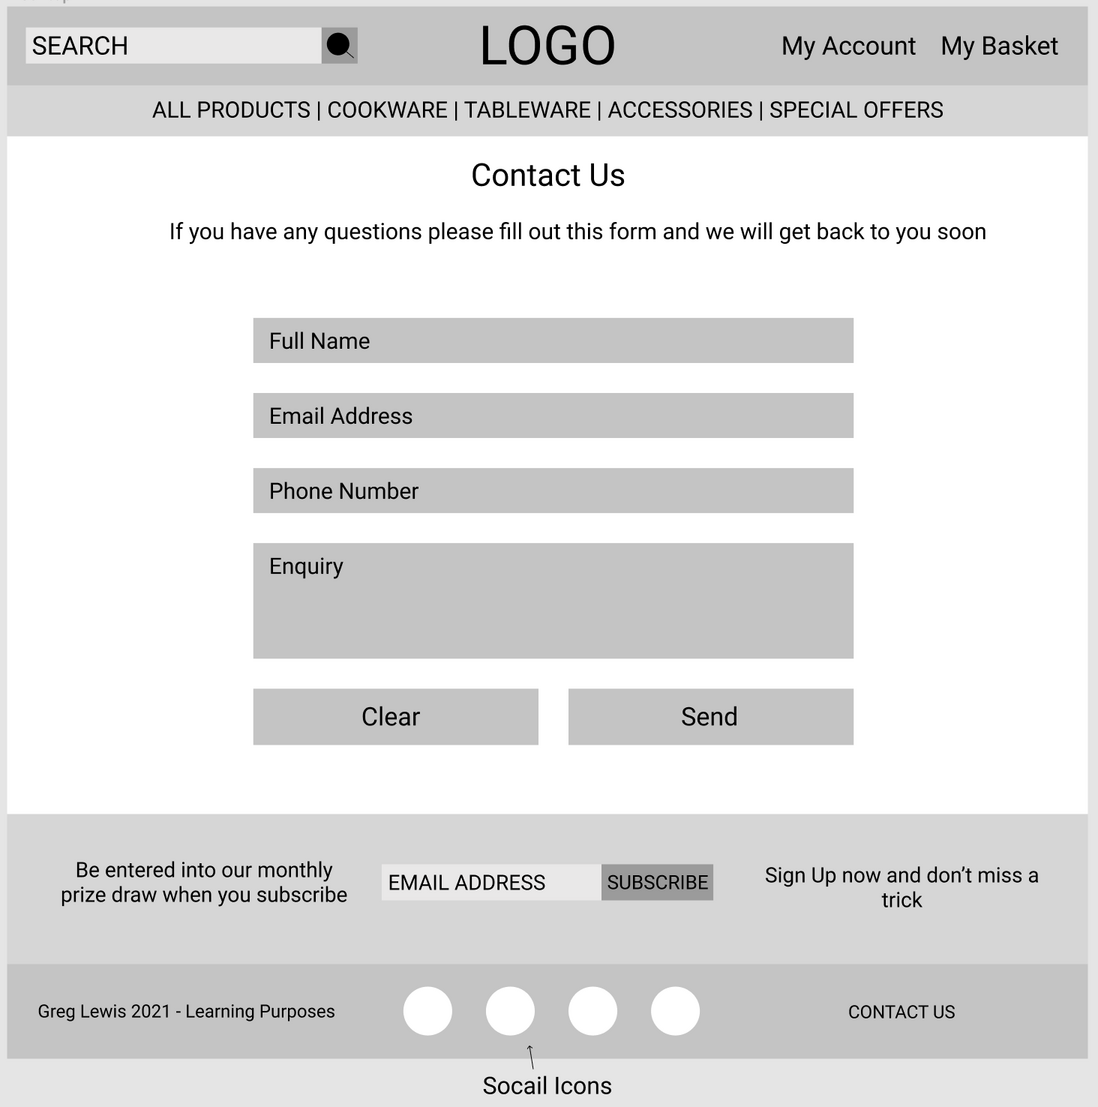 SEARCH
LOGO
My Account
My Basket
ALL PRODUCTS | COOKWARE | TABLEWARE | ACCESSORIES | SPECIAL OFFERS
Contact Us
If you have any questions please fill out this form and we will get back to you soon
Full Name
Email Address
Phone Number
Enquiry
Clear
Send
Be entered into our monthly
prize draw when you subscribe
EMAIL ADDRESS
SUBSCRIBE
Sign Up now and don’t miss a
trick
Greg Lewis 2021 - Learning Purposes
CONTACT US
Socail Icons